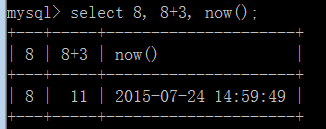 mysql> select 8, 8+3, now();
+---+-----+---------------------+
| 8 | 8+3 | now()               |
+---+-----+---------------------+
| 8 |  11 | 2015-07-24 14:59:49 |
+---+-----+---------------------+